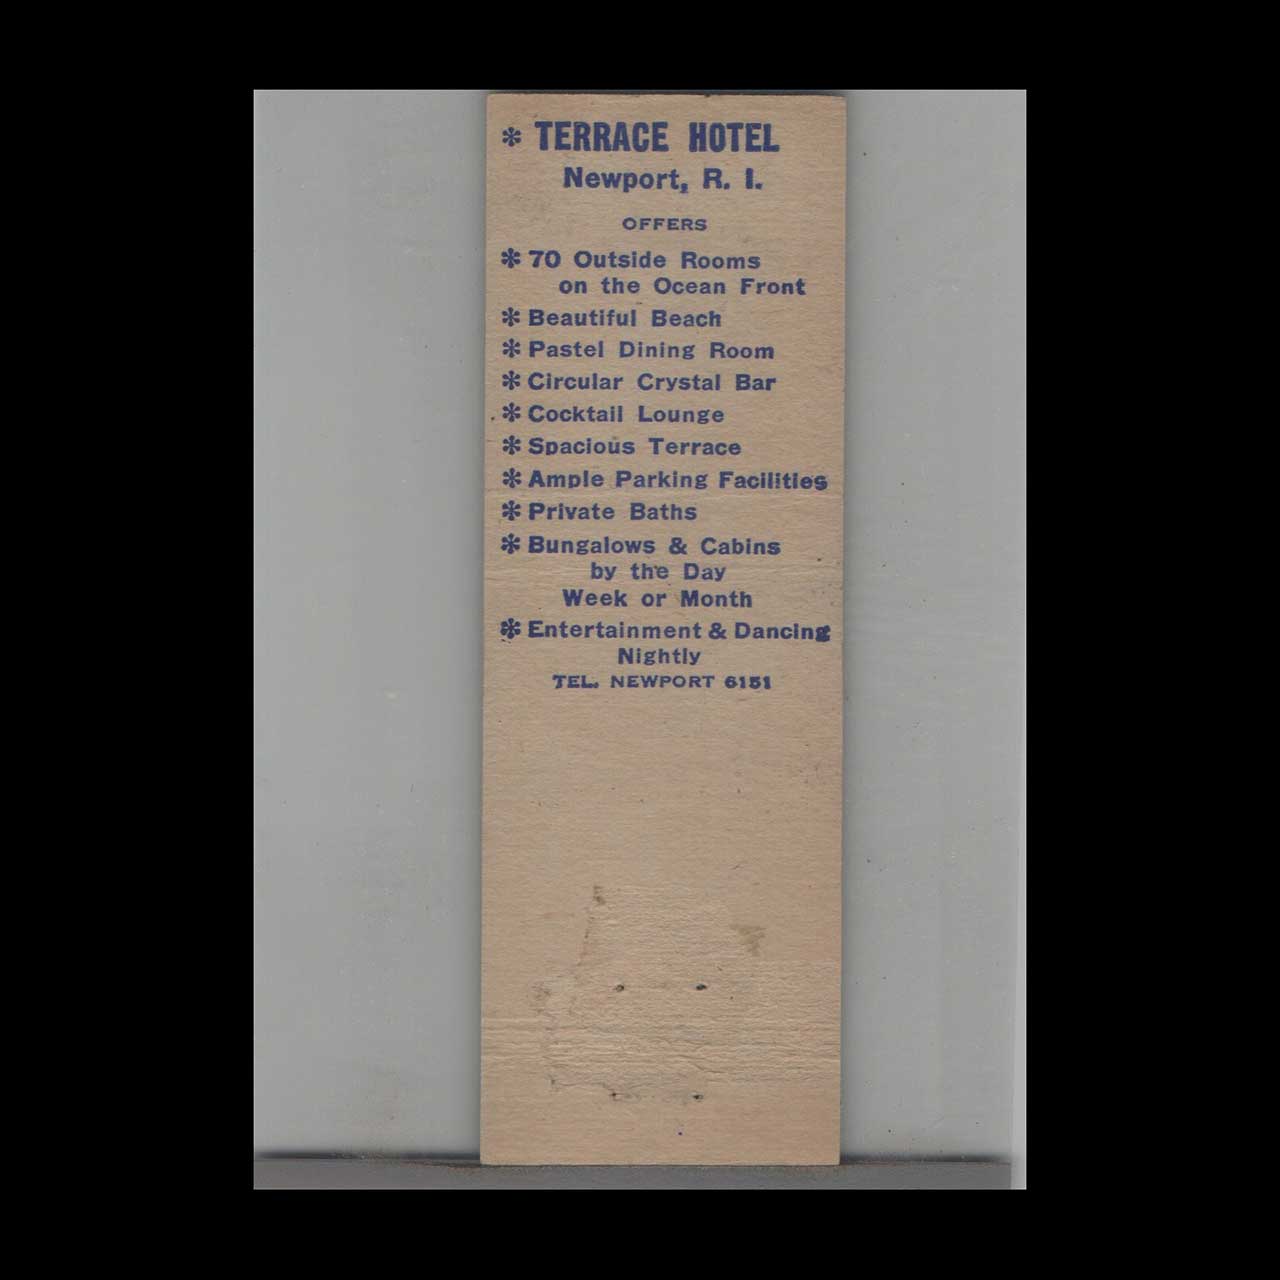 * TERRACE HOTEL
Newport, R. I.
OFFERS
* 70 Outside Rooms
on the Ocean Front
* Beautiful Beach
* Pastel Dining Room
* Circular Crystal Bar
* Cocktail Lounge
* Spacious Terrace
* Ample Parking Facilities
* Private Baths
* Bungalows & Cabins
by the Day
Week or Month
* Entertainment & Dancing
Nightly
TEL. NEWPORT 6151